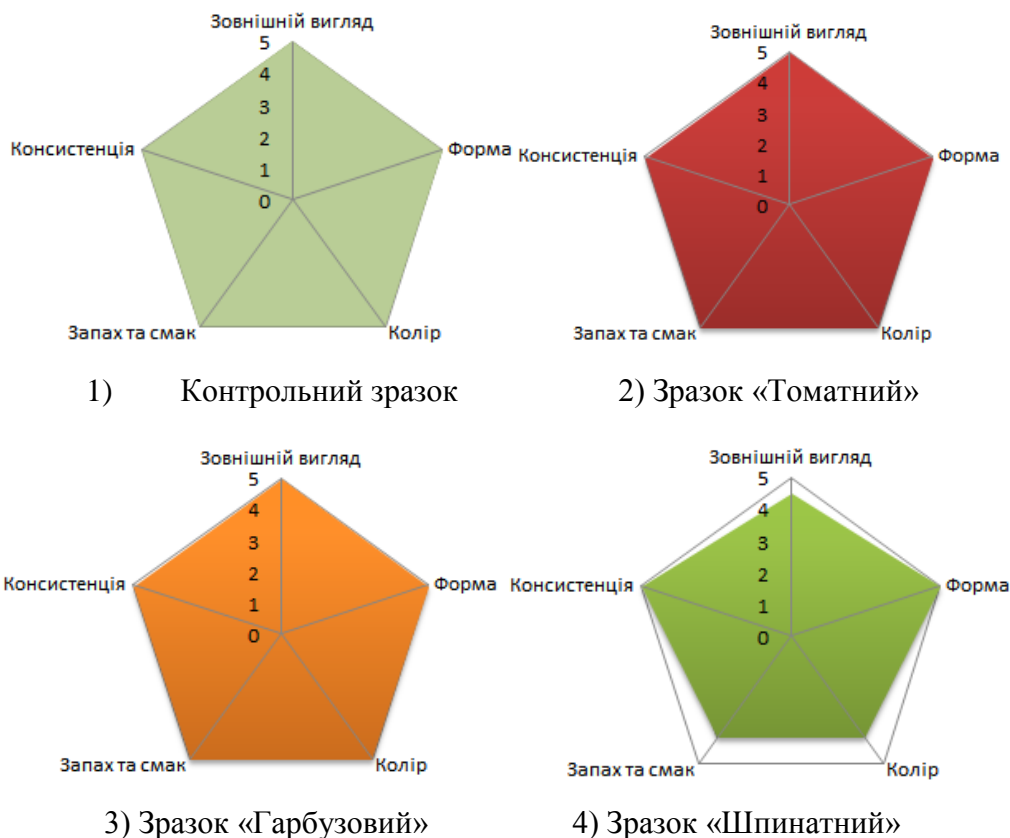 Зовнішній вигляд
5
4
3
2
1
0
Консистенція
Форма
Запах та смак
Колір
1) Контрольний зразок
Зовнішній вигляд
5
4
3
2
1
0
Консистенція
Форма
Запах та смак
Колір
2) Зразок «Томатний»
Зовнішній вигляд
5
4
3
2
1
0
Консистенція
Форма
Запах та смак
Колір
3) Зразок «Гарбузовий»
Зовнішній вигляд
5
4
3
2
1
0
Консистенція
Форма
Запах та смак
Колір
4) Зразок «Шпинатний»